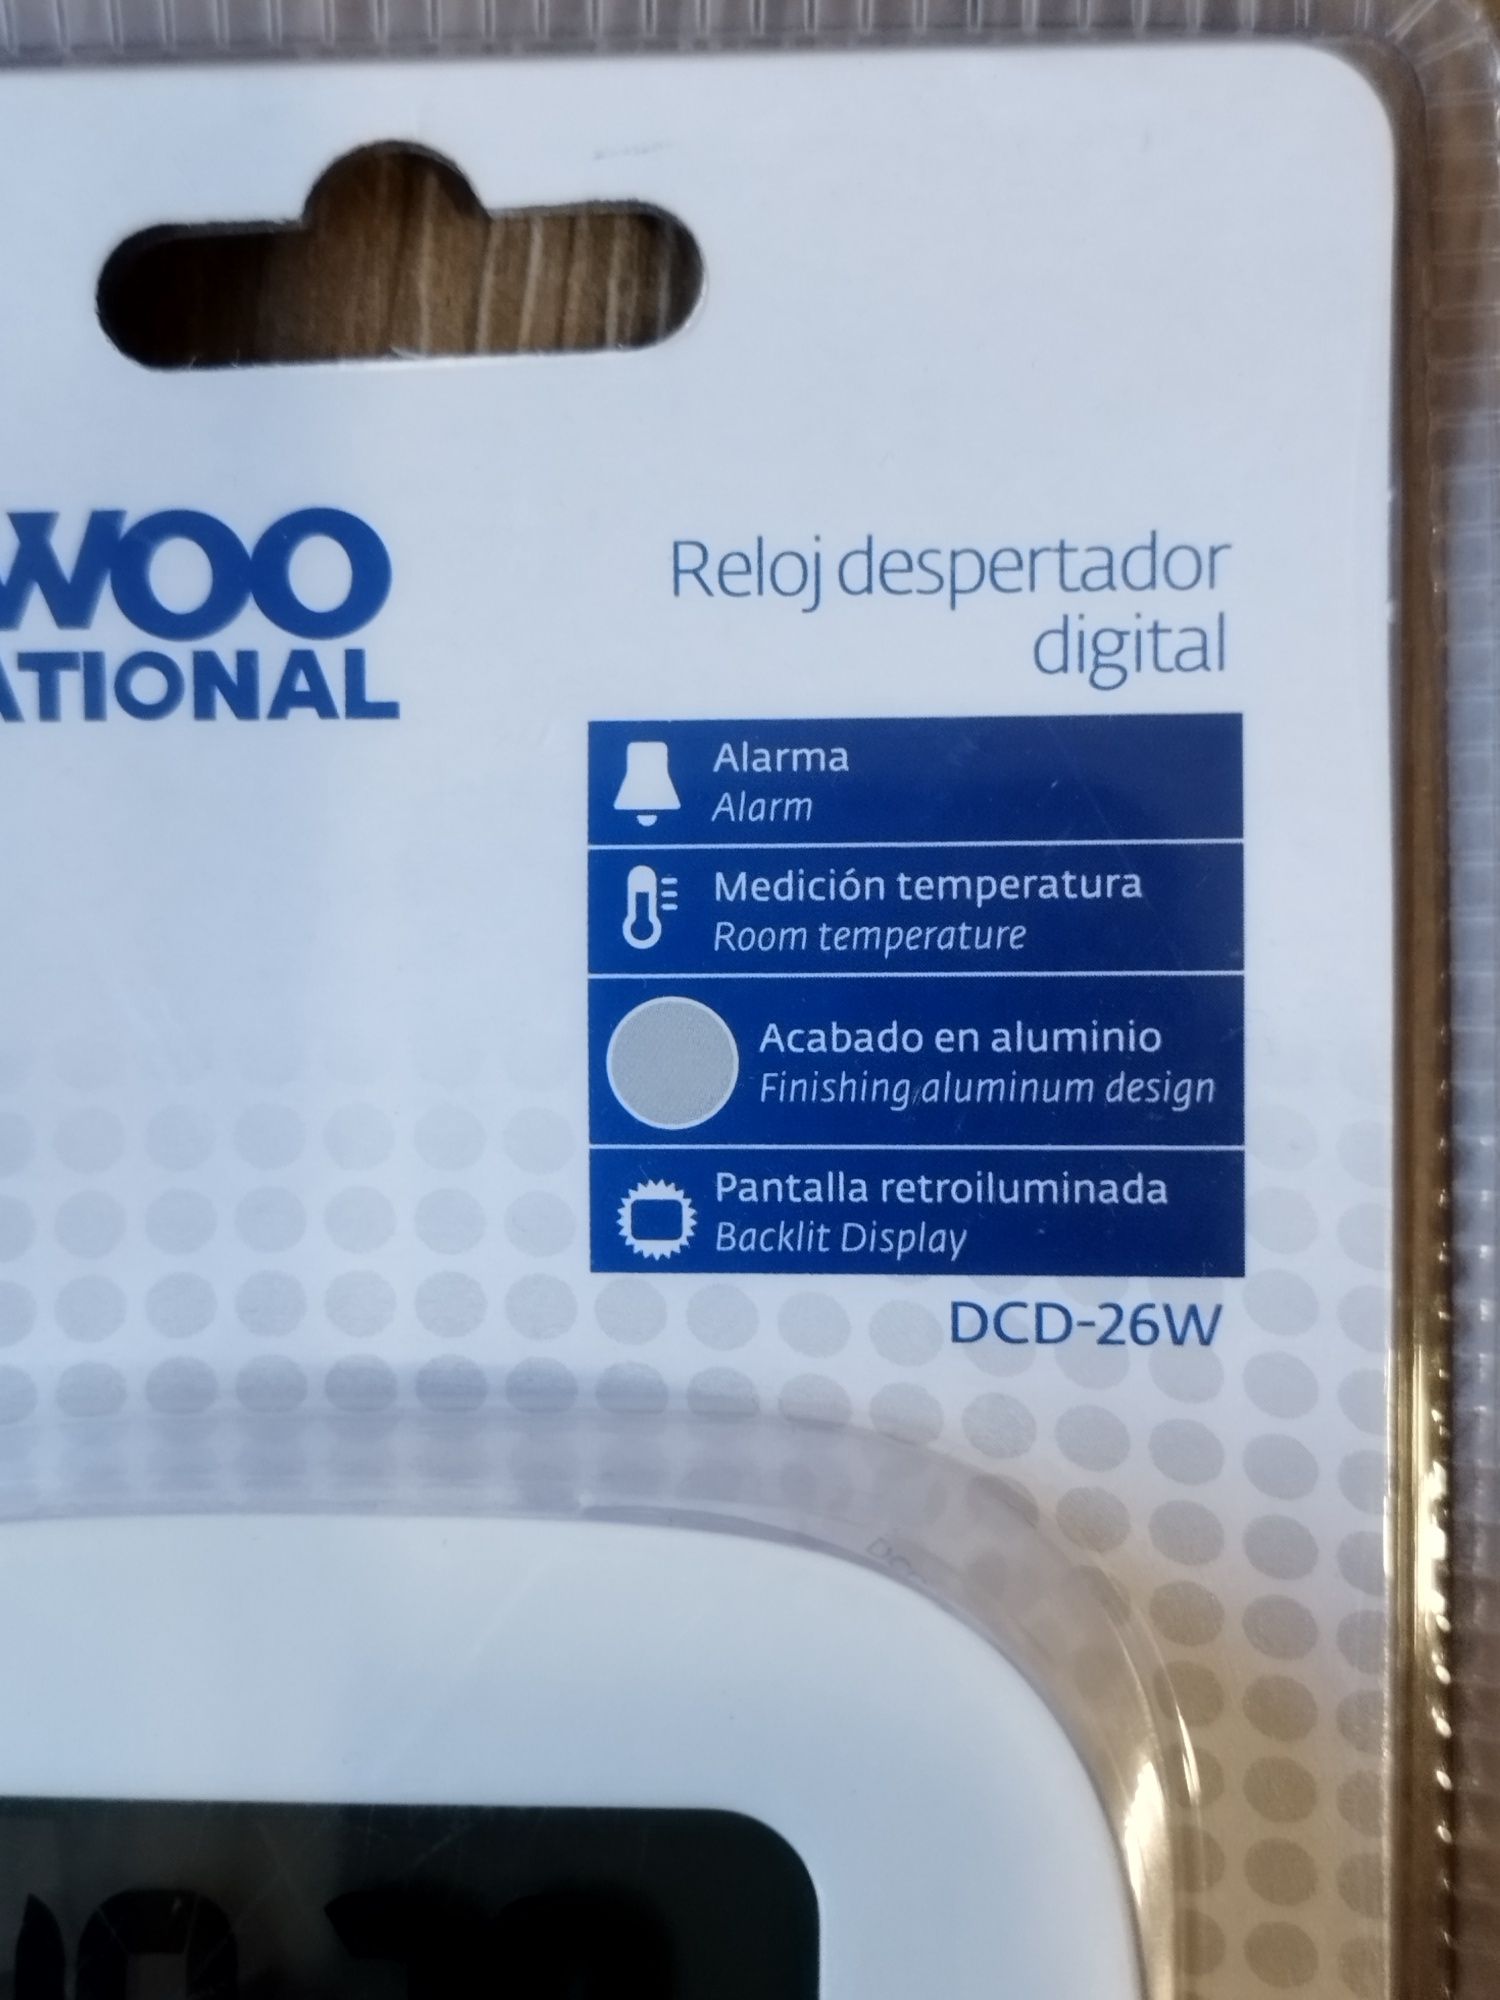 WOO
ATIONAL
Reloj despertador
digital
Alarma
Alarm
Medición temperatura
Room temperature
Acabado en aluminio
Finishing aluminum design
Pantalla retroiluminada
Backlit Display
DCD-26W